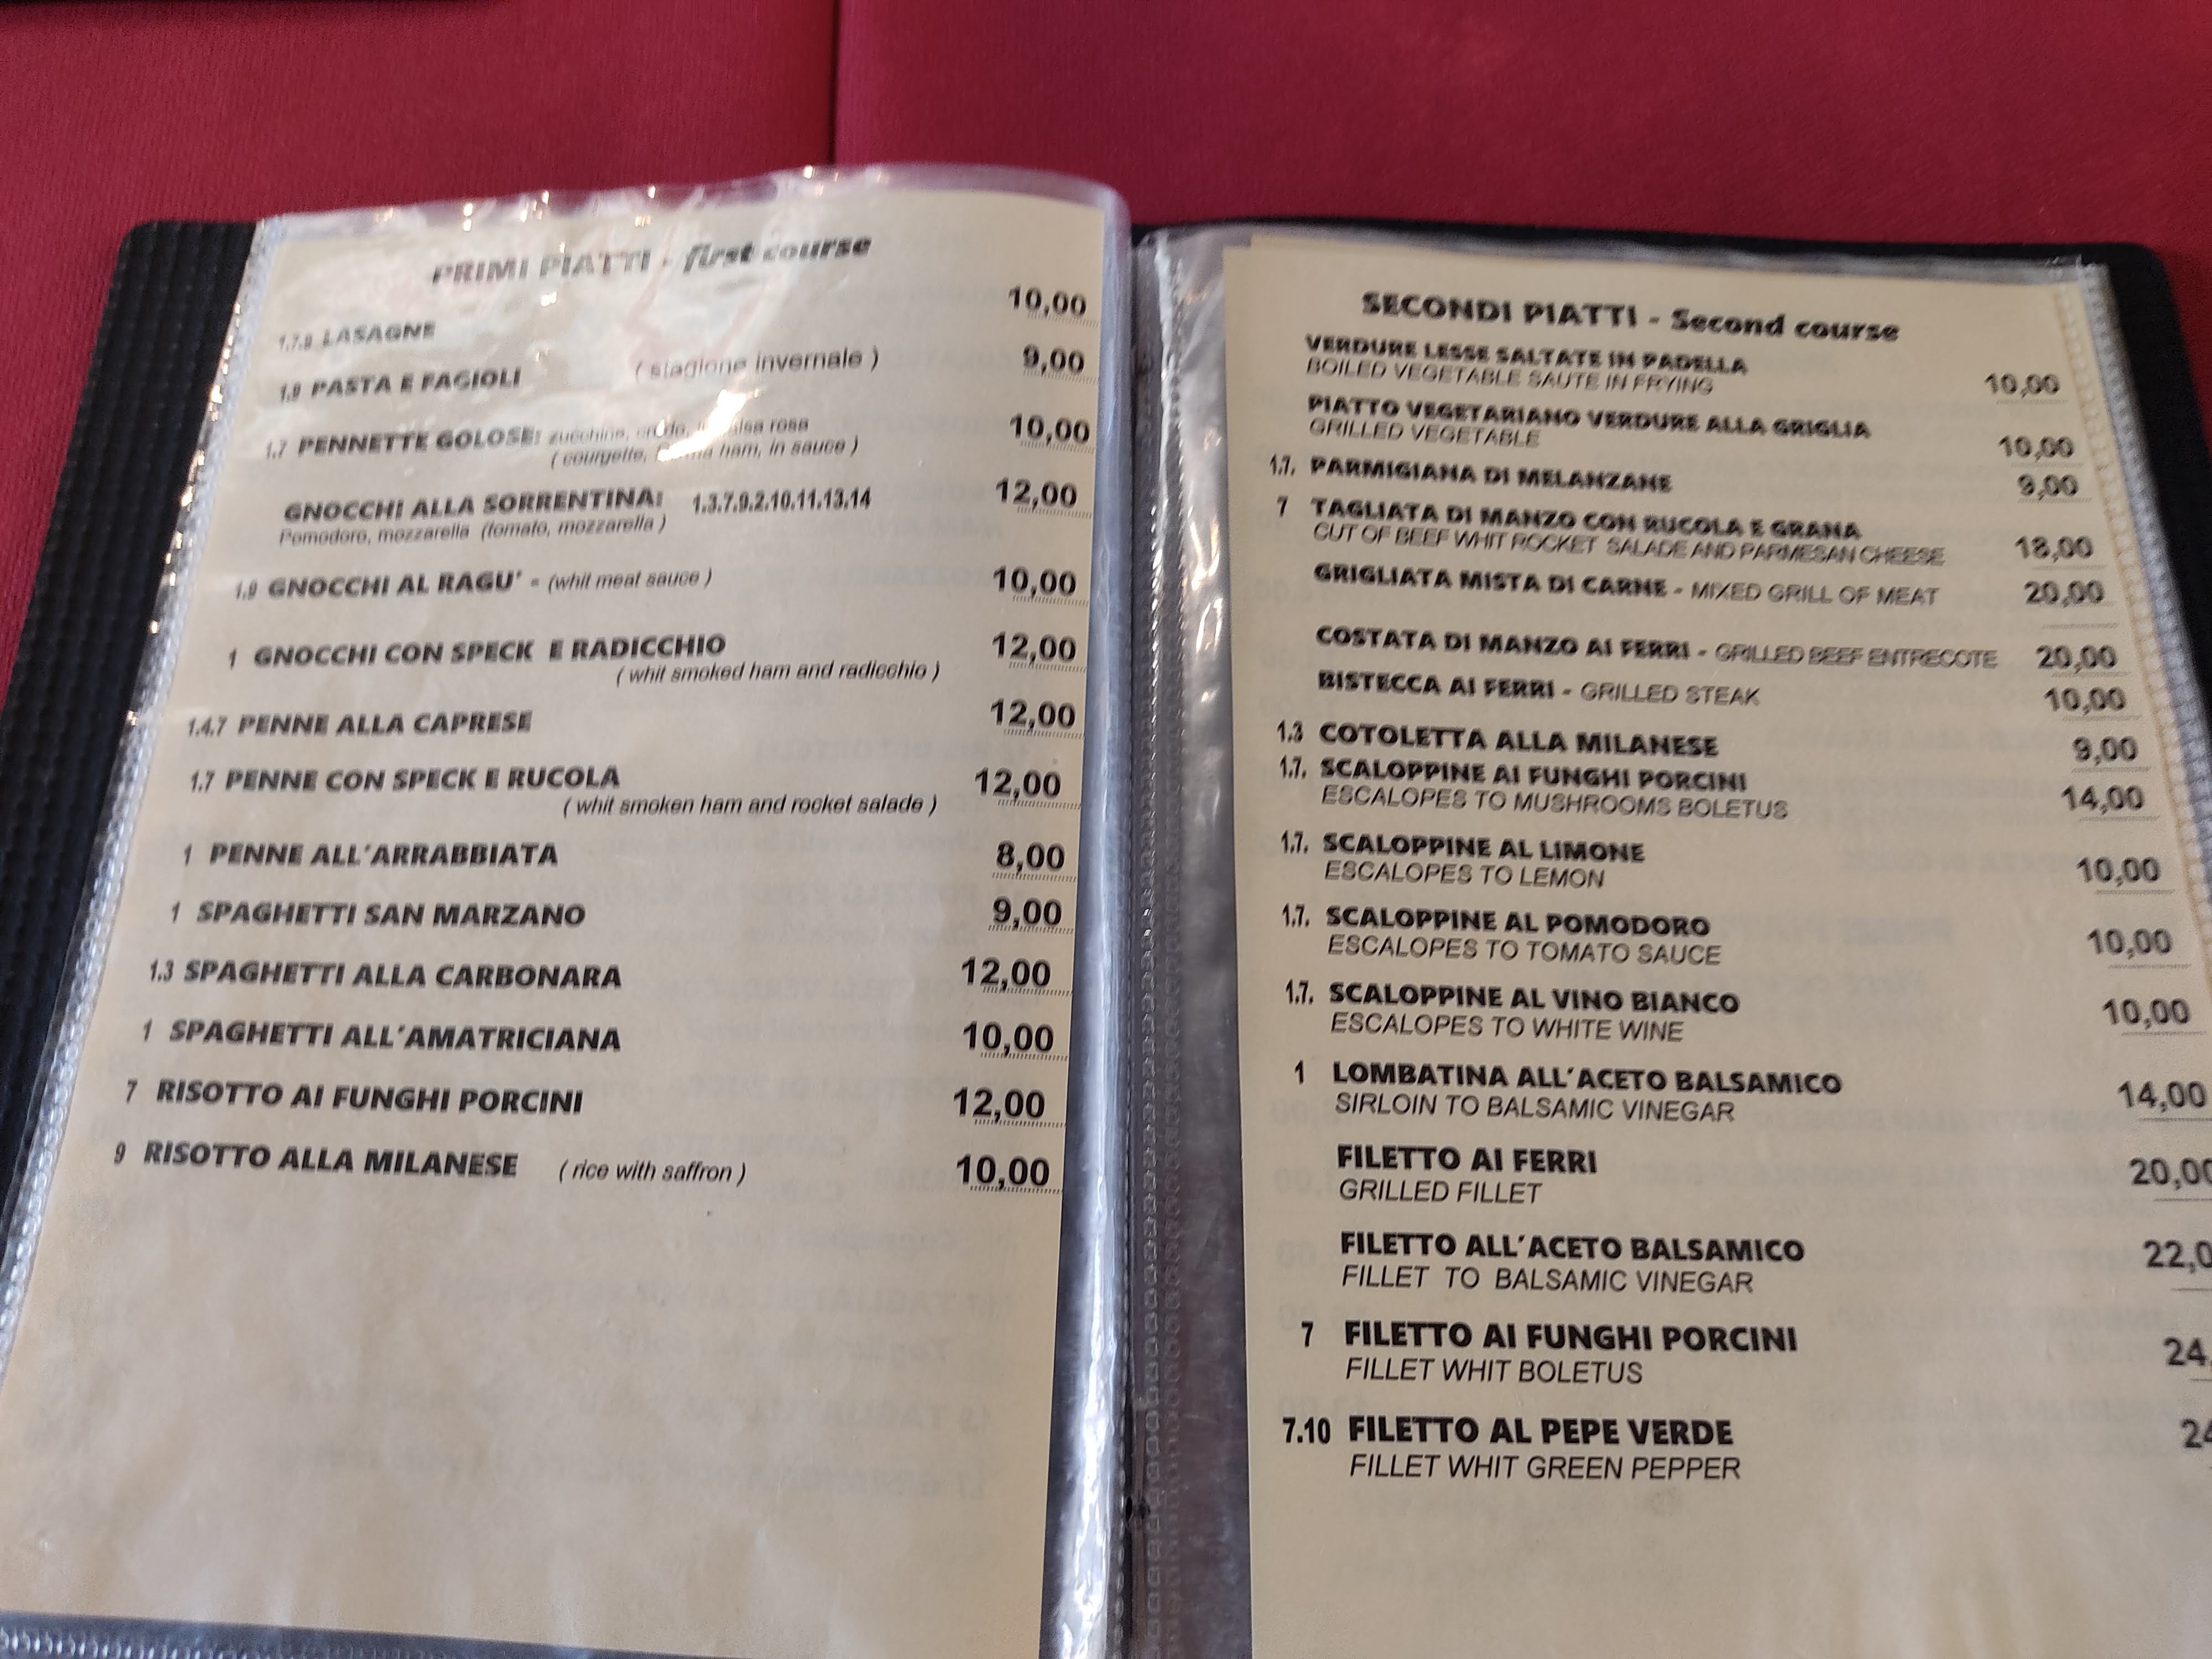 PRIMI PIATTI - first course
1.7.9 LASAGNE 10,00
1.9 PASTA E FAGIOLI ( stagione invernale ) 9,00
1.7 PENNETTE GOLOSE: zucchine, salsa rosa 10,00
( courgette, ham, in sauce )
GNOCCHI ALLA SORRENTINA: 1.3.7.9.2.10.11.13.14 12,00
Pomodoro, mozzarella (tomato, mozzarella )
1.9 GNOCCHI AL RAGU' - (whit meat sauce ) 10,00
1 GNOCCHI CON SPECK E RADICCHIO 12,00
( whit smoked ham and radicchio )
1.4.7 PENNE ALLA CAPRESE 12,00
1.7 PENNE CON SPECK E RUCOLA 12,00
( whit smoken ham and rocket salade )
1 PENNE ALL'ARRABBIATA 8,00
1 SPAGHETTI SAN MARZANO 9,00
1.3 SPAGHETTI ALLA CARBONARA 12,00
1 SPAGHETTI ALL'AMATRICIANA 10,00
7 RISOTTO AI FUNGHI PORCINI 12,00
9 RISOTTO ALLA MILANESE ( rice with saffron ) 10,00
SECONDI PIATTI - Second course
VERDURE LESSE SALTATE IN PADELLA
BOILED VEGETABLE SAUTE IN FRYING 10,00
PIATTO VEGETARIANO VERDURE ALLA GRIGLIA
GRILLED VEGETABLE 10,00
1.7. PARMIGIANA DI MELANZANE 9,00
7 TAGLIATA DI MANZO CON RUCOLA E GRANA
CUT OF BEEF WHIT ROCKET SALADE AND PARMESAN CHEESE 18,00
GRIGLIATA MISTA DI CARNE - MIXED GRILL OF MEAT 20,00
COSTATA DI MANZO AI FERRI - GRILLED BEEF ENTRECOTE 20,00
BISTECCA AI FERRI - GRILLED STEAK 10,00
1.3 COTOLETTA ALLA MILANESE 9,00
1.7. SCALOPPINE AI FUNGHI PORCINI
ESCALOPES TO MUSHROOMS BOLETUS 14,00
1.7. SCALOPPINE AL LIMONE
ESCALOPES TO LEMON 10,00
1.7. SCALOPPINE AL POMODORO
ESCALOPES TO TOMATO SAUCE 10,00
1.7. SCALOPPINE AL VINO BIANCO
ESCALOPES TO WHITE WINE 10,00
1 LOMBATINA ALL'ACETO BALSAMICO
SIRLOIN TO BALSAMIC VINEGAR 14,00
FILETTO AI FERRI 20,00
GRILLED FILLET
FILETTO ALL'ACETO BALSAMICO 22,0
FILLET TO BALSAMIC VINEGAR
7 FILETTO AI FUNGHI PORCINI 24,
FILLET WHIT BOLETUS
7.10 FILETTO AL PEPE VERDE 24
FILLET WHIT GREEN PEPPER